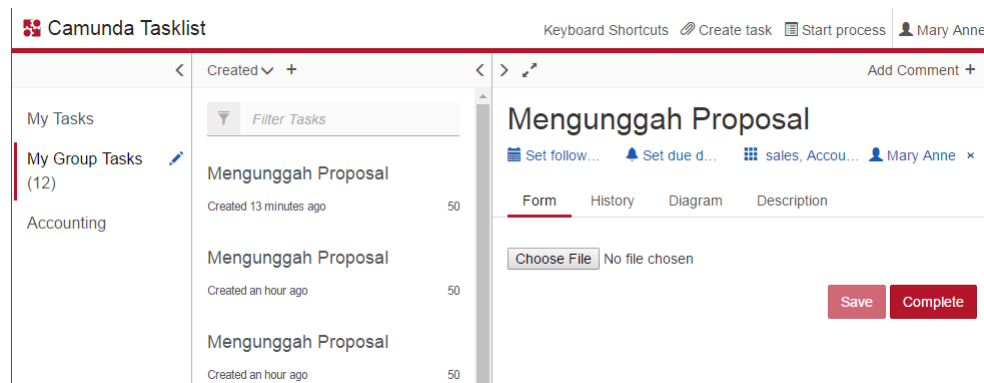 Camunda Tasklist
Keyboard Shortcuts Create task Start process Mary Anne
Created +
Add Comment +
My Tasks
My Group Tasks
(12)
Accounting
Filter Tasks
Mengunggah Proposal
Created 13 minutes ago 50
Mengunggah Proposal
Created an hour ago 50
Mengunggah Proposal
Created an hour ago 50
Mengunggah Proposal
Set follow... Set due d... sales, Accou... Mary Anne ×
Form History Diagram Description
Choose File No file chosen
Save Complete